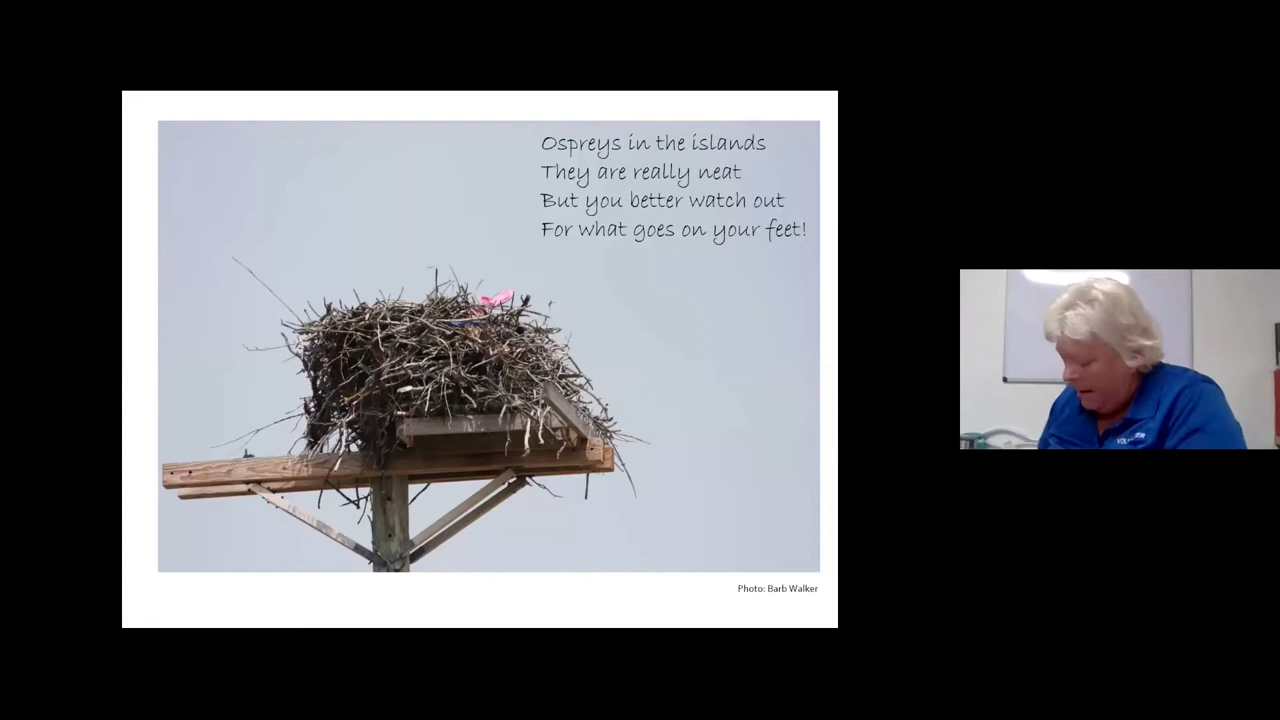 Ospreys in the islands
They are really neat
But you better watch out
For what goes on your feet!
Photo: Barb Walker